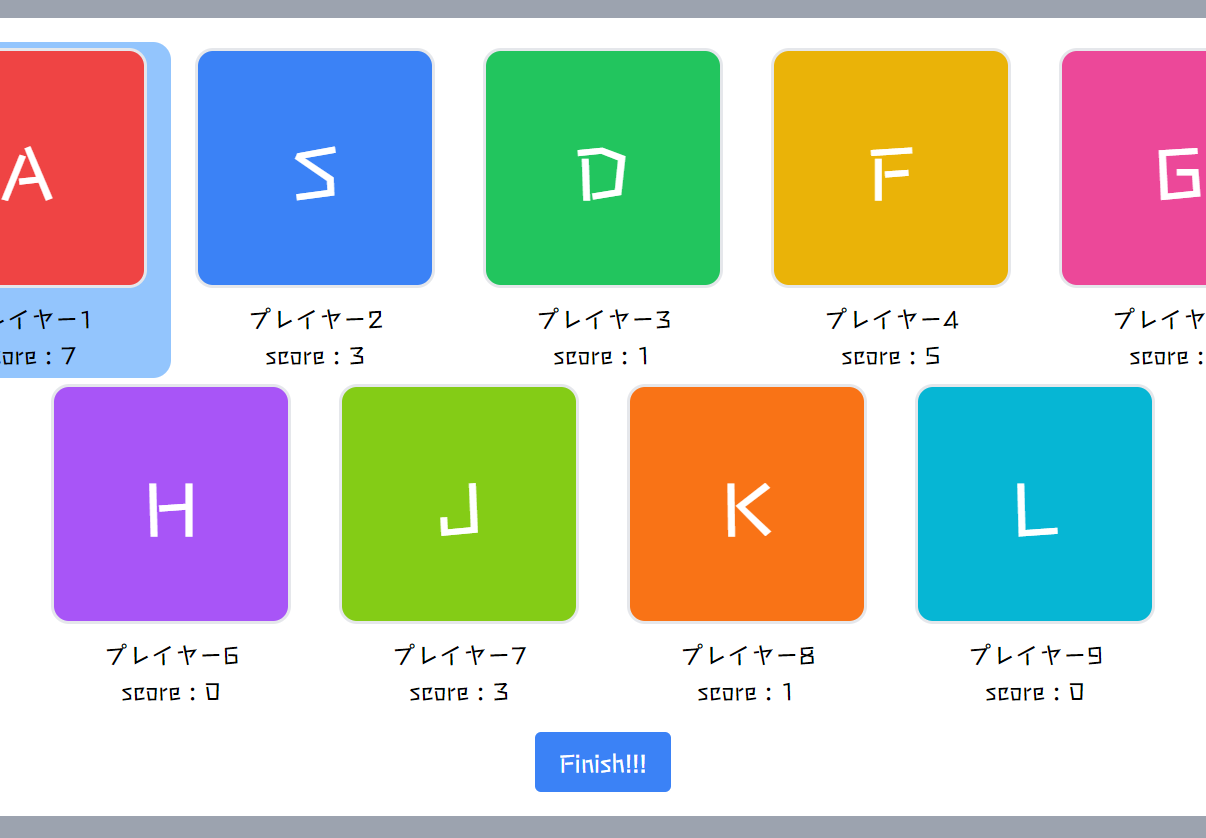 A
S
D
F
G
レイヤー1
プレイヤー2
プレイヤー3
プレイヤー4
プレイヤ
ore : 7
score : 3
score : 1
score : 5
score :
H
J
K
L
プレイヤー6
プレイヤー7
プレイヤー8
プレイヤー9
score : 0
score : 3
score : 1
score : 0
Finish!!!